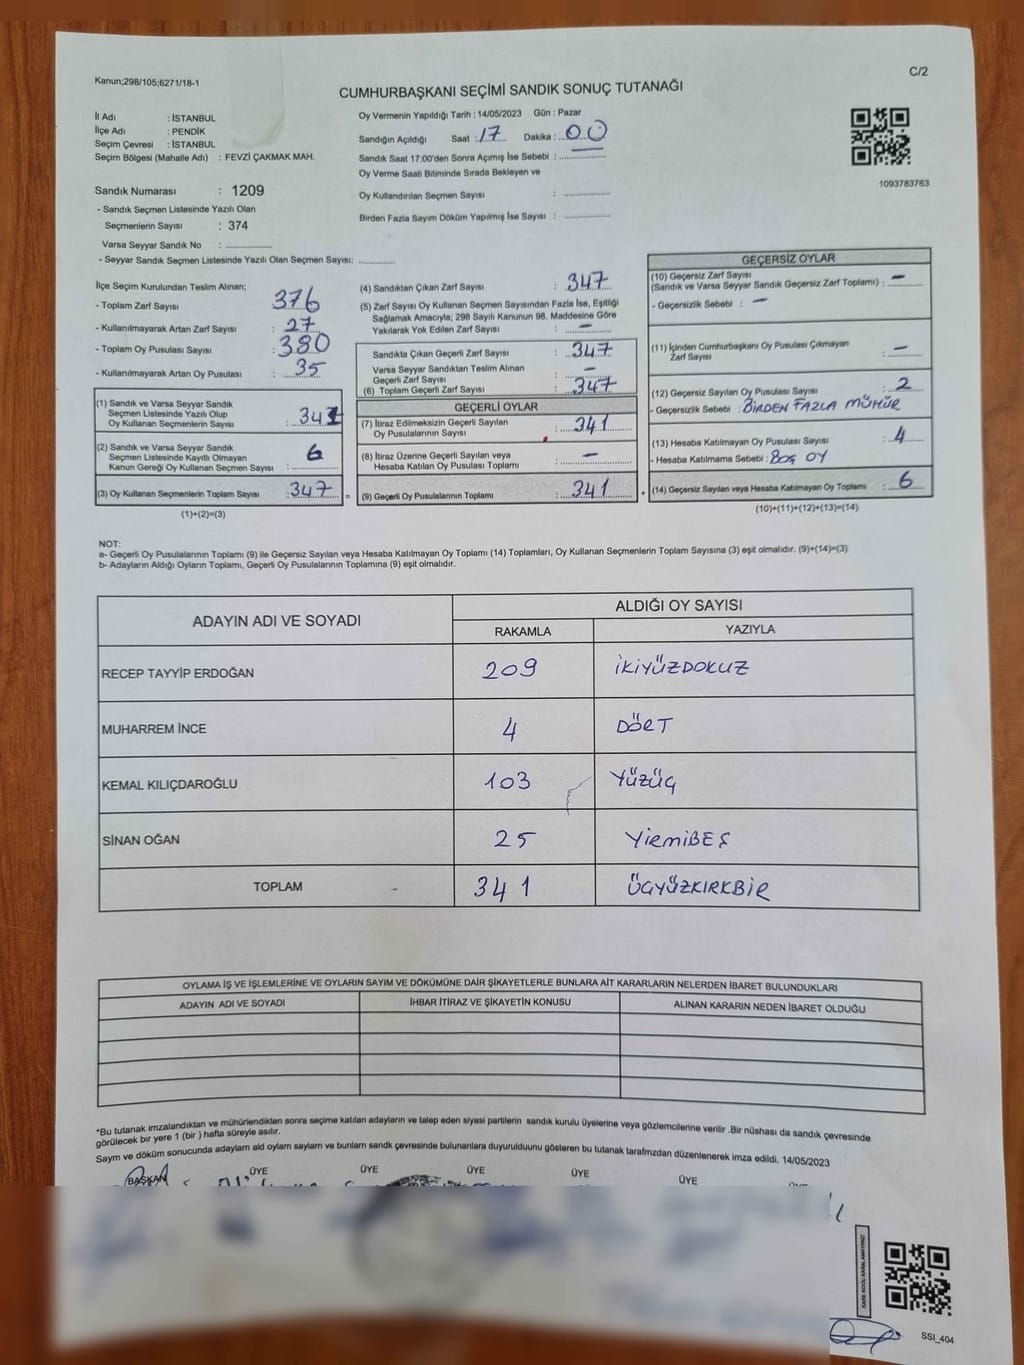 Kanun;298/105;6271/18-1
C/2
CUMHURBAŞKANI SEÇİMİ SANDIK SONUÇ TUTANAĞI
İl Adı : İSTANBUL
İlçe Adı : PENDİK
Seçim Çevresi : İSTANBUL
Seçim Bölgesi (Mahalle Adı) : FEVZİ ÇAKMAK MAH.
Sandık Numarası : 1209
- Sandık Seçmen Listesinde Yazılı Olan
Seçmenlerin Sayısı : 374
Varsa Seyyar Sandık No : ...............
- Seyyar Sandık Seçmen Listesinde Yazılı Olan Seçmen Sayısı: ............
Oy Vermenin Yapıldığı Tarih : 14/05/2023 Gün : Pazar
Sandığın Açıldığı Saat : 17 Dakika : 00
Sandık Saat 17:00'den Sonra Açımış İse Sebebi : ...............
Oy Verme Saati Bitiminde Sırada Bekleyen ve
Oy Kullandırılan Seçmen Sayısı : ...............
Birden Fazla Sayım Döküm Yapılmış İse Sayısı : ...............
1093783763
İlçe Seçim Kurulundan Teslim Alınan;
- Toplam Zarf Sayısı 376
- Kullanılmayarak Artan Zarf Sayısı : 27
- Toplam Oy Pusulası Sayısı : 380
- Kullanılmayarak Artan Oy Pusulası : 35
(1) Sandık ve Varsa Seyyar Sandık
Seçmen Listesinde Yazılı Olup
Oy Kullanan Seçmenlerin Sayısı : 341
(2) Sandık ve Varsa Seyyar Sandık
Seçmen Listesinde Kayıtlı Olmayan
Kanun Gereği Oy Kullanan Seçmen Sayısı : 6
(3) Oy Kullanan Seçmenlerin Toplam Sayısı : 347 =
(1)+(2)=(3)
(4) Sandıktan Çıkan Zarf Sayısı : 347
(5) Zarf Sayısı Oy Kullanan Seçmen Sayısından Fazla İse, Eşitliği
Sağlamak Amacıyla; 298 Sayılı Kanunun 98. Maddesine Göre
Yakılarak Yok Edilen Zarf Sayısı : —
Sandıkta Çıkan Geçerli Zarf Sayısı : 347
Varsa Seyyar Sandıktan Teslim Alınan
Geçerli Zarf Sayısı : —
(6) Toplam Geçerli Zarf Sayısı : 347
GEÇERLİ OYLAR
(7) İtiraz Edilmeksizin Geçerli Sayılan
Oy Pusulalarının Sayısı : 341
(8) İtiraz Üzerine Geçerli Sayılan veya
Hesaba Katılan Oy Pusulası Toplamı : —
(9) Geçerli Oy Pusulalarının Toplamı : 341 +
GEÇERSİZ OYLAR
(10) Geçersiz Zarf Sayısı
(Sandık ve Varsa Seyyar Sandık Geçersiz Zarf Toplamı) : —
- Geçersizlik Sebebi : —
(11) İçinden Cumhurbaşkanı Oy Pusulası Çıkmayan
Zarf Sayısı : —
(12) Geçersiz Sayılan Oy Pusulası Sayısı : 2
- Geçersizlik Sebebi : BİRDEN FAZLA MÜHÜR
(13) Hesaba Katılmayan Oy Pusulası Sayısı : 4
- Hesaba Katılmama Sebebi : BOŞ OY
(14) Geçersiz Sayılan veya Hesaba Katılmayan Oy Toplamı : 6
(10)+(11)+(12)+(13)=(14)
NOT:
a- Geçerli Oy Pusulalarının Toplamı (9) ile Geçersiz Sayılan veya Hesaba Katılmayan Oy Toplamı (14) Toplamları, Oy Kullanan Seçmenlerin Toplam Sayısına (3) eşit olmalıdır. (9)+(14)=(3)
b- Adayların Aldığı Oyların Toplamı, Geçerli Oy Pusulalarının Toplamına (9) eşit olmalıdır.
ADAYIN ADI VE SOYADI
ALDIĞI OY SAYISI
RAKAMLA YAZIYLA
RECEP TAYYİP ERDOĞAN 209 İKİYÜZDOKUZ
MUHARREM İNCE 4 DÖRT
KEMAL KILIÇDAROĞLU 103 YÜZÜÇ
SİNAN OĞAN 25 YİRMİBEŞ
TOPLAM - 341 ÜÇYÜZKIRKBİR
OYLAMA İŞ VE İŞLEMLERİNE VE OYLARIN SAYIM VE DÖKÜMÜNE DAİR ŞİKAYETLERLE BUNLARA AİT KARARLARIN NELERDEN İBARET BULUNDUKLARI
ADAYIN ADI VE SOYADI İHBAR İTİRAZ VE ŞİKAYETİN KONUSU ALINAN KARARIN NEDEN İBARET OLDUĞU
*Bu tutanak imzalandıktan ve mühürlendikten sonra seçime katılan adayların ve talep eden siyasi partilerin sandık kurulu üyelerine veya gözlemcilerine verilir .Bir nüshası da sandık çevresinde
görülecek bir yere 1 (bir ) hafta süreyle asılır.
Sayım ve döküm sonucunda adayların ald oyların sayların ve bunların sandk çevresinde bulunanlara duyurulduunu gösteren bu tutanak tarafmzdan düzenlenerek imza edildi. 14/05/2023
BAŞKAN ÜYE ÜYE ÜYE ÜYE ÜYE
SSI_404